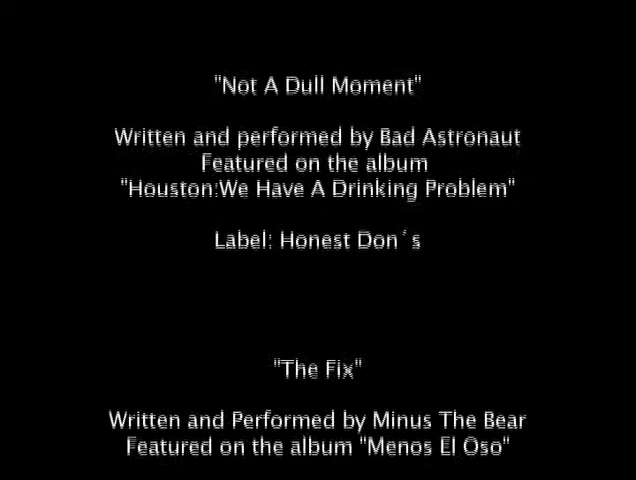 "Not A Dull Moment"
Written and performed by Bad Astronaut
Featured on the album
"Houston:We Have A Drinking Problem"
Label: Honest Don´s
"The Fix"
Written and Performed by Minus The Bear
Featured on the album "Menos El Oso"